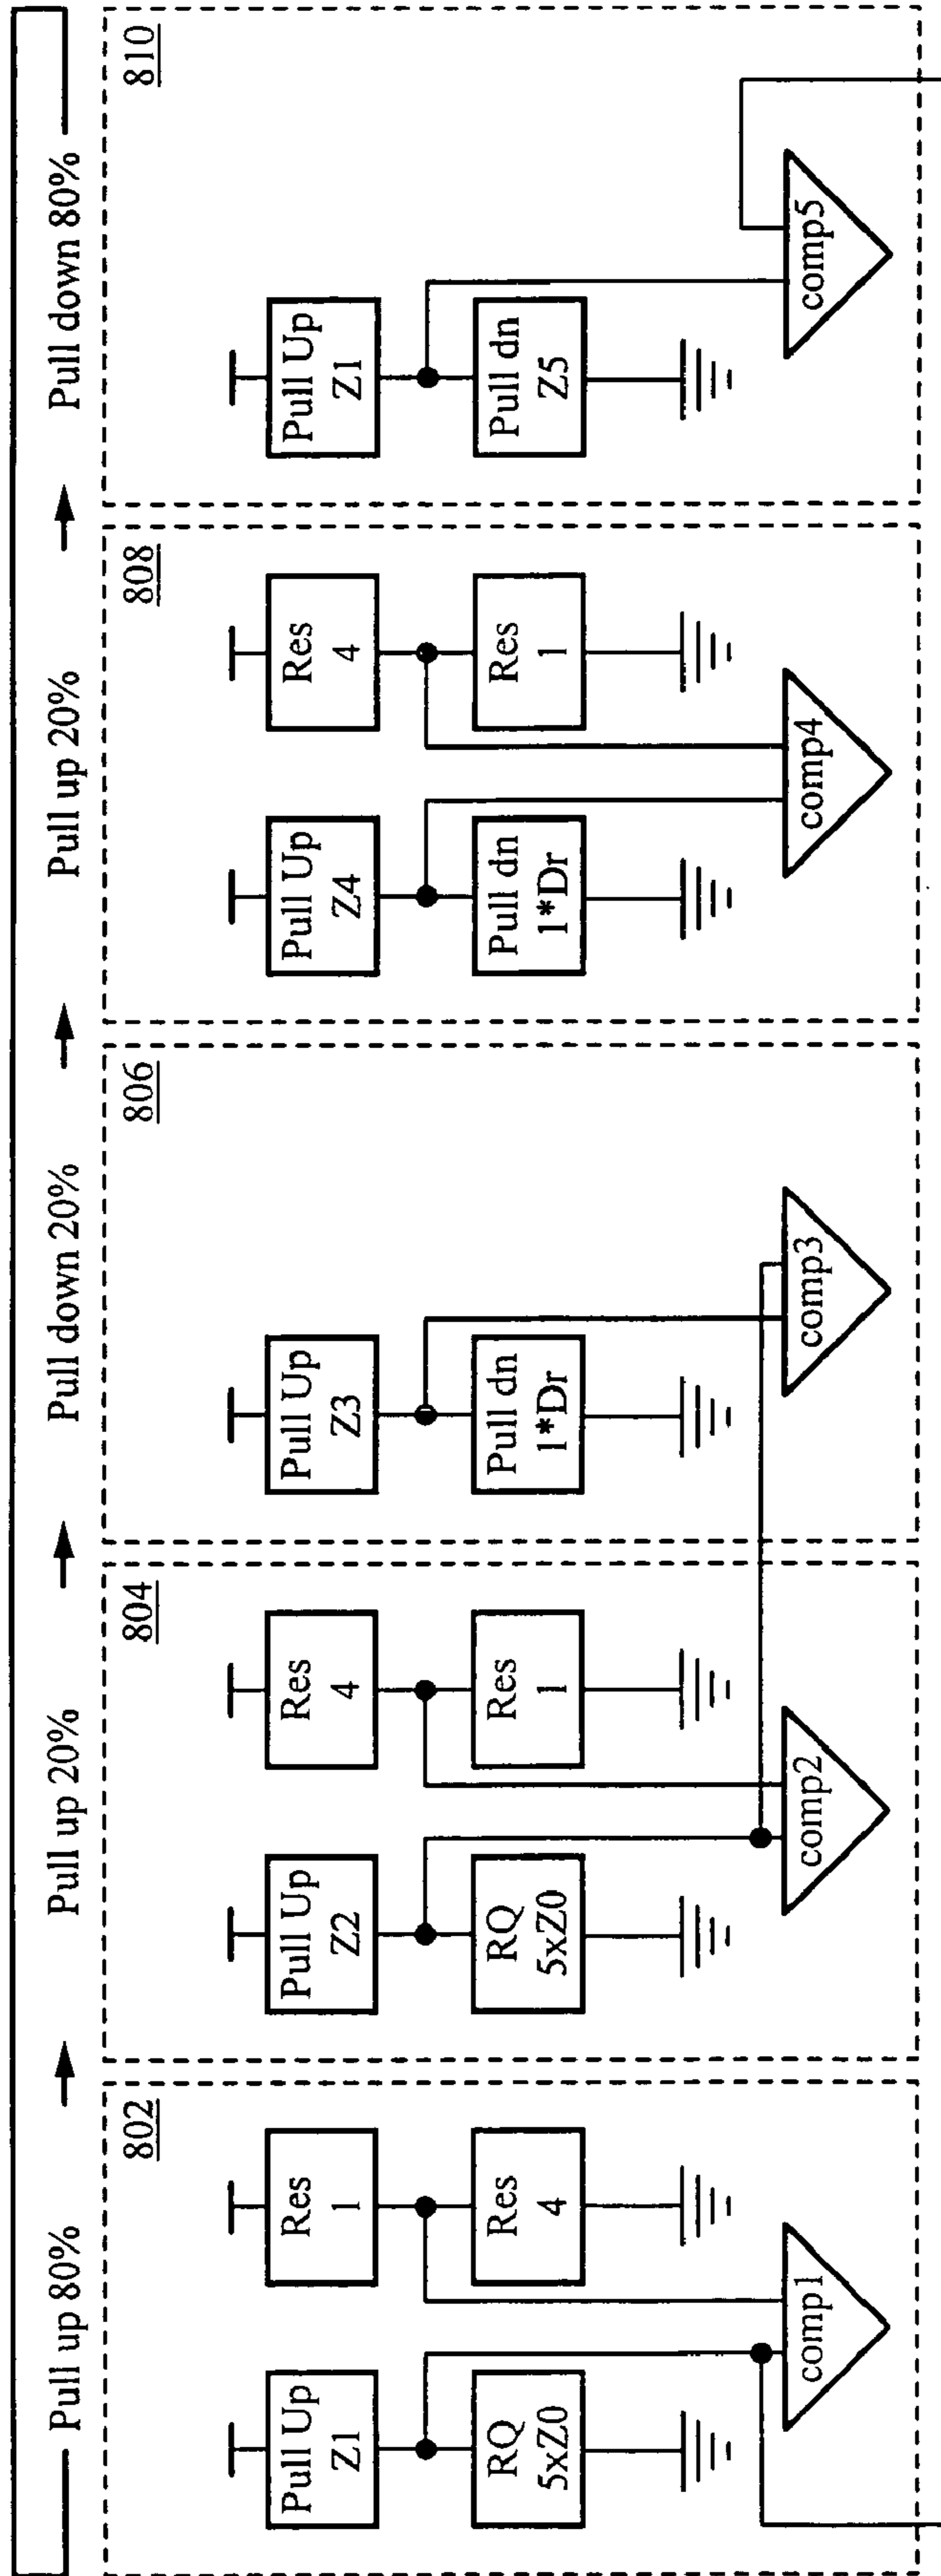 Pull up 80%
Pull up 20%
Pull down 20%
Pull up 20%
Pull down 80%
802
Pull Up
Z1
Res
1
RQ
5xZ0
Res
4
comp1
804
Pull Up
Z2
Res
4
RQ
5xZ0
Res
1
comp2
806
Pull Up
Z3
Pull dn
1*Dr
comp3
808
Pull Up
Z4
Res
4
Pull dn
1*Dr
Res
1
comp4
810
Pull Up
Z1
Pull dn
Z5
comp5